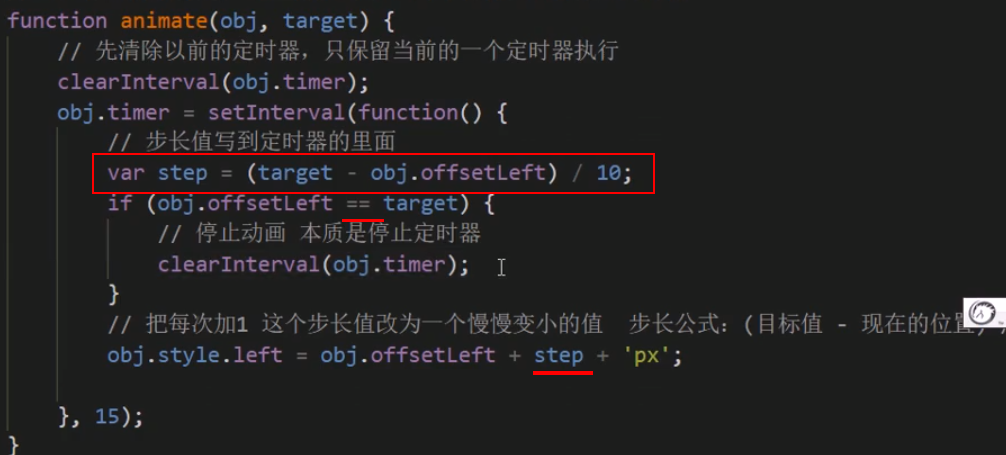 function animate(obj, target) {
// 先清除以前的定时器，只保留当前的一个定时器执行
clearInterval(obj.timer);
obj.timer = setInterval(function() {
// 步长值写到定时器的里面
var step = (target - obj.offsetLeft) / 10;
if (obj.offsetLeft == target) {
// 停止动画 本质是停止定时器
clearInterval(obj.timer);
}
// 把每次加1 这个步长值改为一个慢慢变小的值  步长公式：(目标值 - 现在的位置)
obj.style.left = obj.offsetLeft + step + 'px';
}, 15);
}